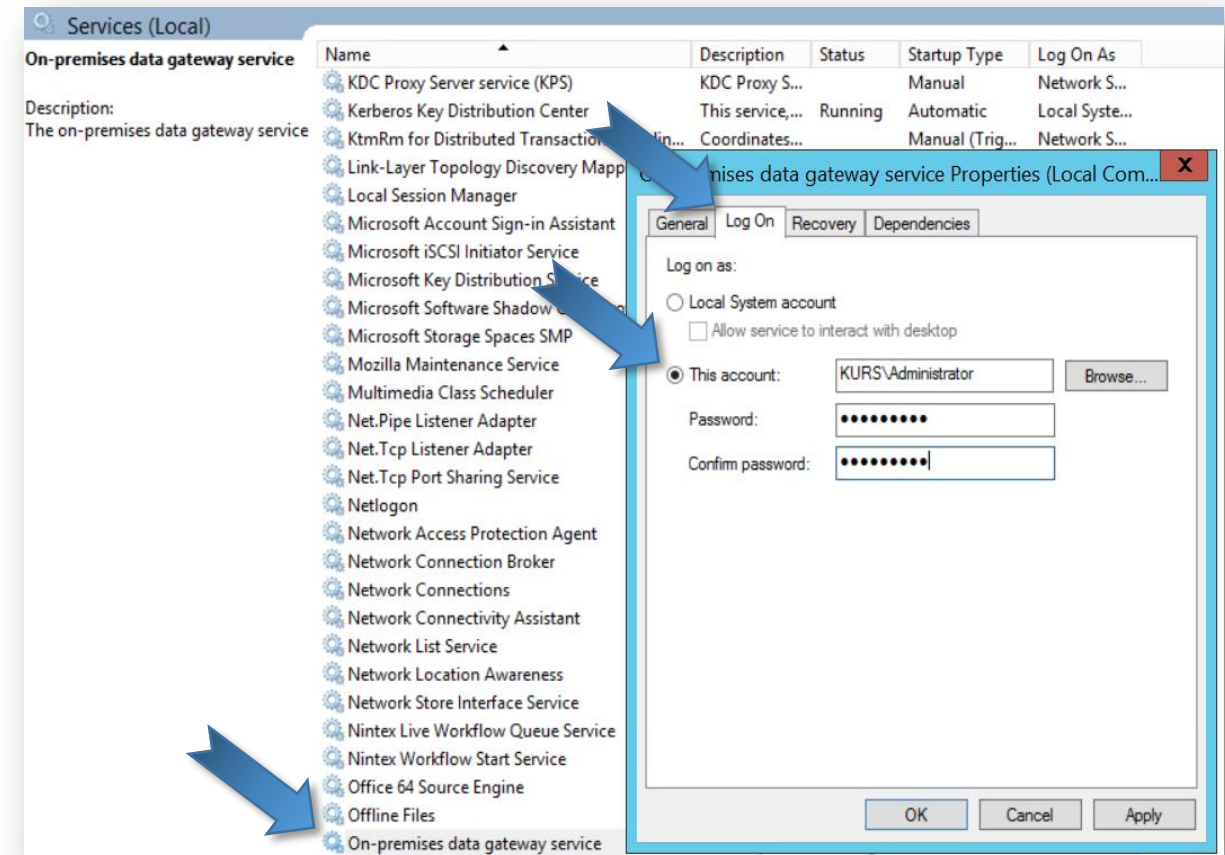 Services (Local)
On-premises data gateway service
Description:
The on-premises data gateway service
Name Description Status Startup Type Log On As
KDC Proxy Server service (KPS) KDC Proxy S... Manual Network S...
Kerberos Key Distribution Center This service,... Running Automatic Local Syste...
KtmRm for Distributed Transaction Coordinates... Manual (Trig... Network S...
Link-Layer Topology Discovery Mapp
Local Session Manager
Microsoft Account Sign-in Assistant
Microsoft iSCSI Initiator Service
Microsoft Key Distribution
Microsoft Software Shadow
Microsoft Storage Spaces SMP
Mozilla Maintenance Service
Multimedia Class Scheduler
Net.Pipe Listener Adapter
Net.Tcp Listener Adapter
Net.Tcp Port Sharing Service
Netlogon
Network Access Protection Agent
Network Connection Broker
Network Connections
Network Connectivity Assistant
Network List Service
Network Location Awareness
Network Store Interface Service
Nintex Live Workflow Queue Service
Nintex Workflow Start Service
Office 64 Source Engine
Offline Files
On-premises data gateway service
data gateway service Properties (Local Com... X
General Log On Recovery Dependencies
Log on as:
Local System account
Allow service to interact with desktop
This account: KURS\Administrator Browse...
Password: •••••••••
Confirm password: •••••••••
OK Cancel Apply